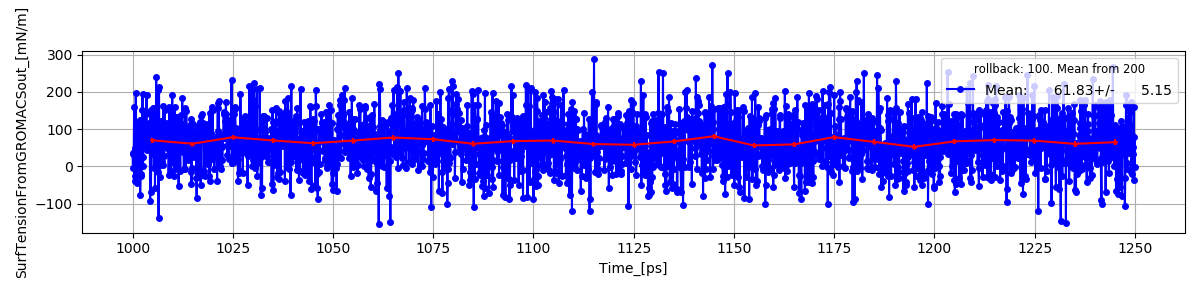 SurfTensionFromGROMACSout_[mN/m]
300
200
100
0
−100
rollback: 100. Mean from 200
Mean: 61.83+/- 5.15
1000 1025 1050 1075 1100 1125 1150 1175 1200 1225 1250
Time_[ps]